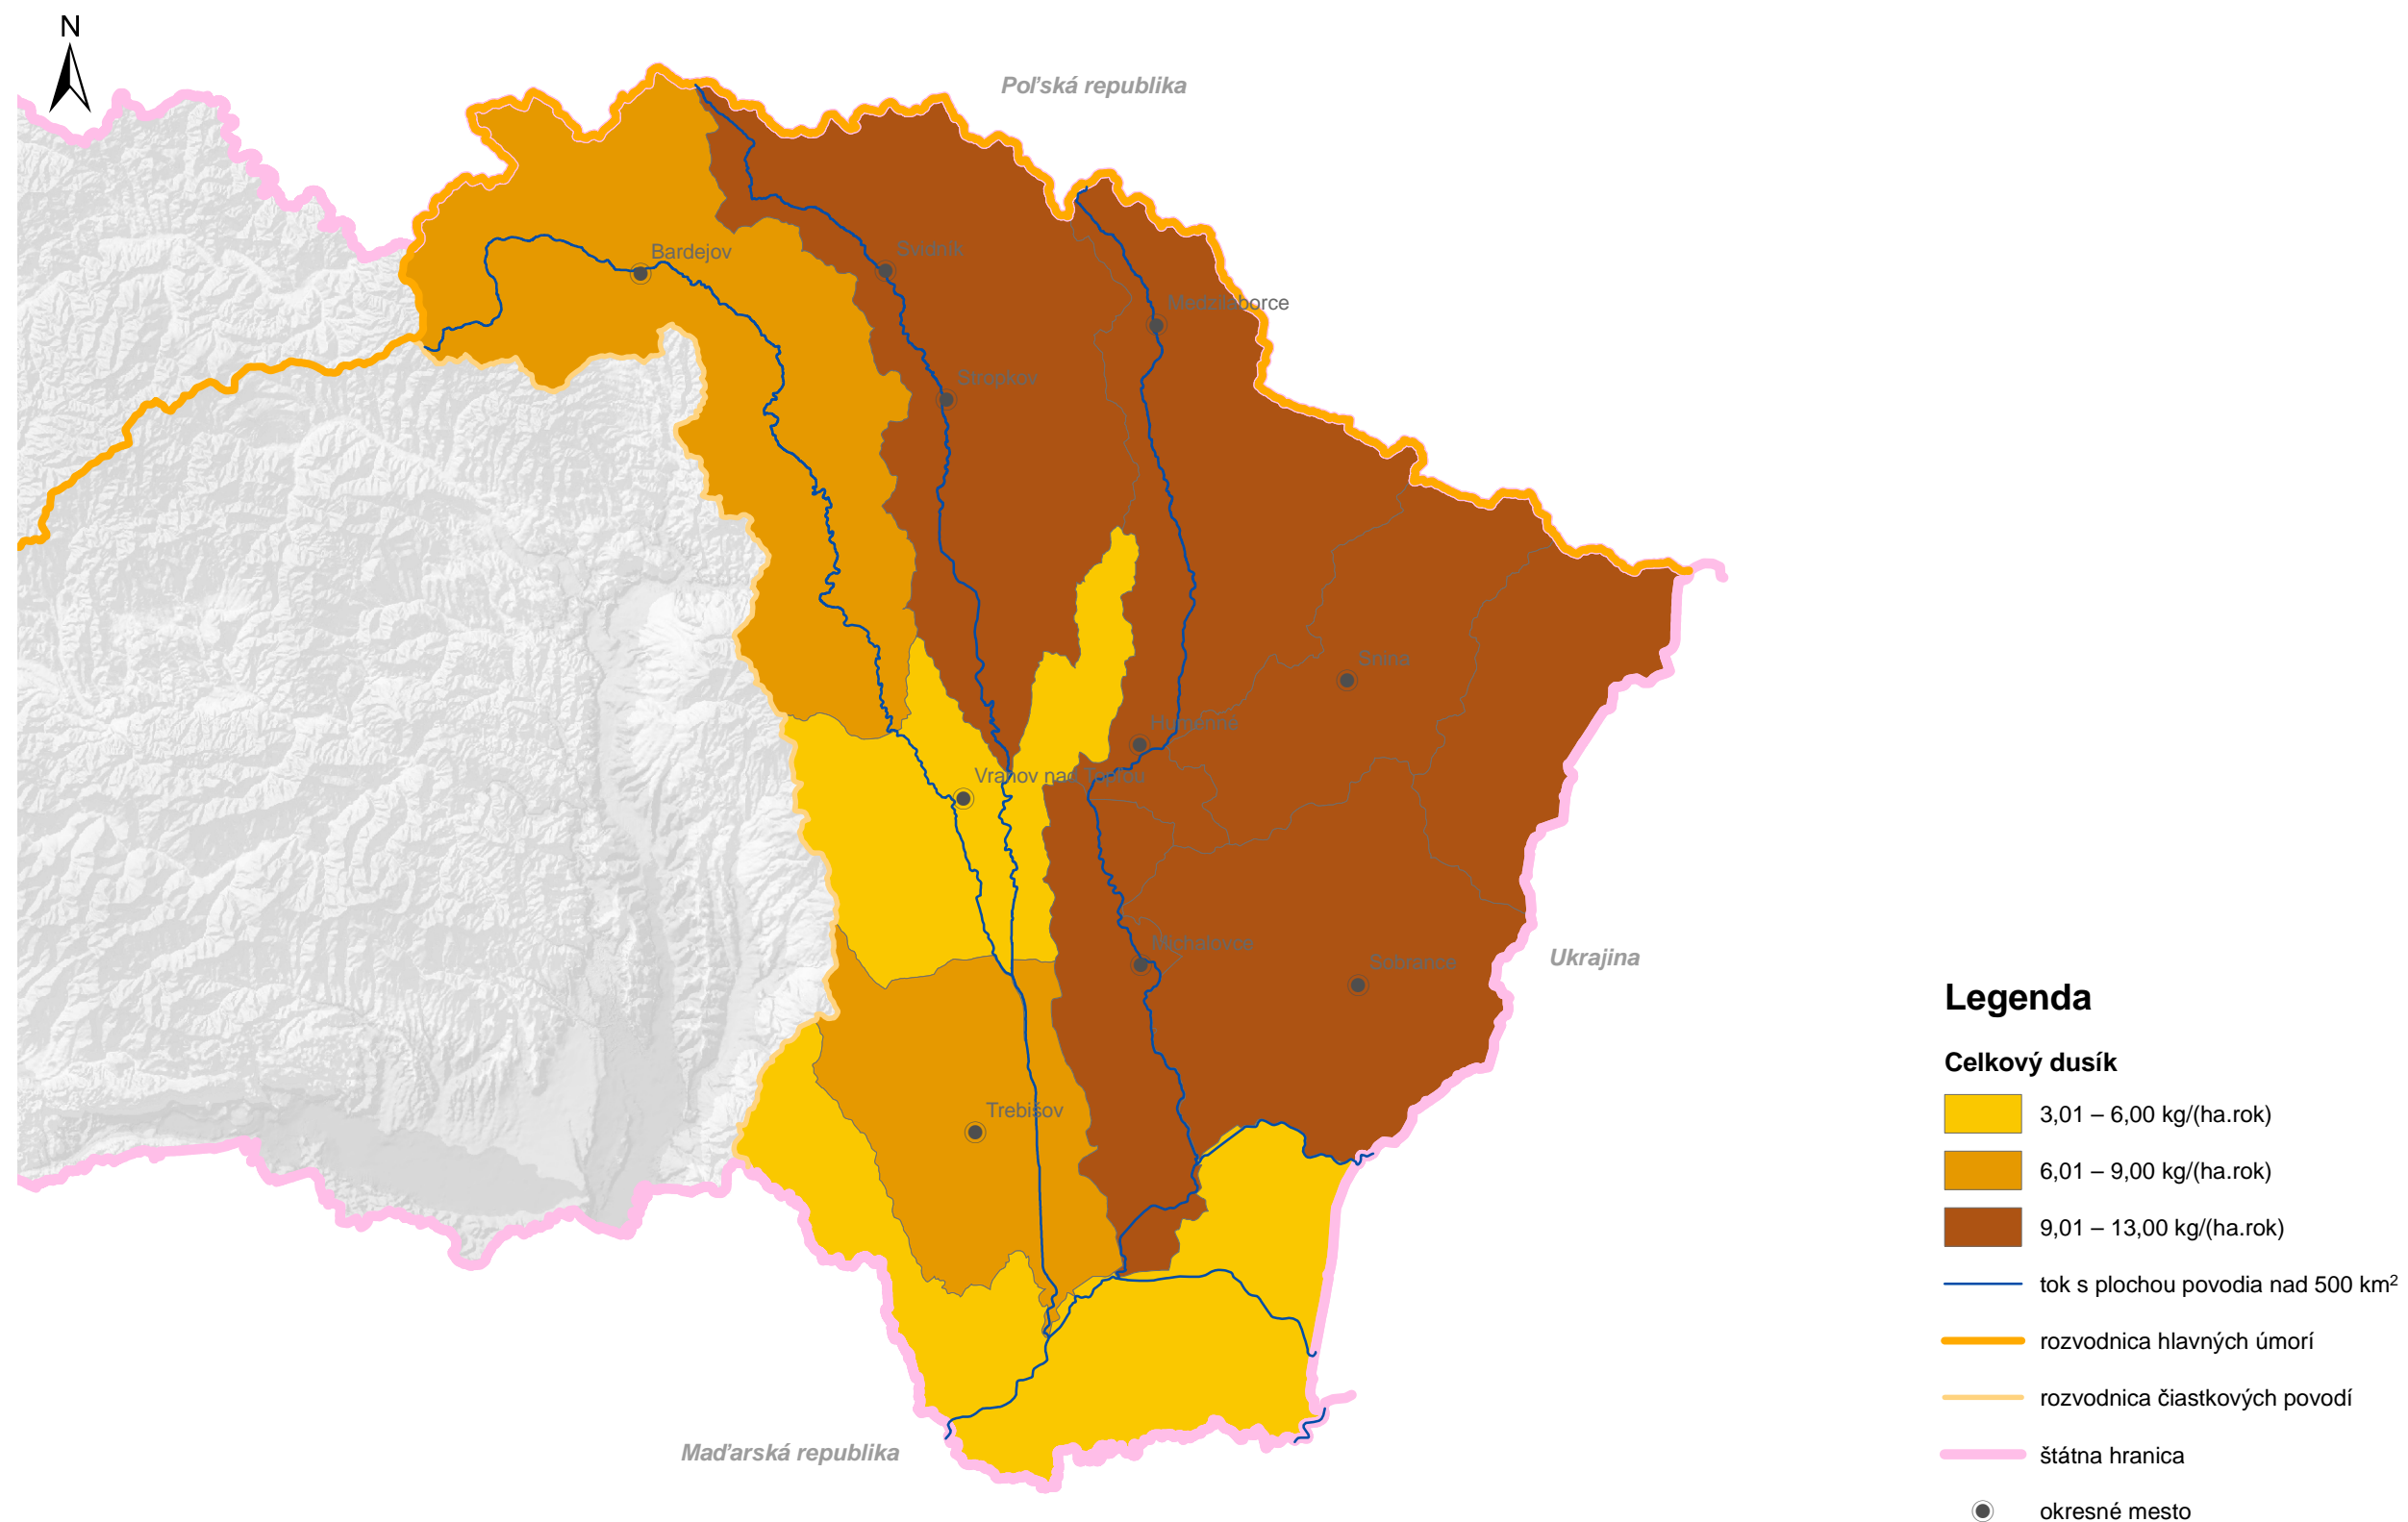 N
Poľská republika
Bardejov
Svidník
Medzilaborce
Stropkov
Snina
Humenné
Vranov nad Topľou
Michalovce
Sobrance
Ukrajina
Trebišov
Maďarská republika
Legenda
Celkový dusík
3,01 – 6,00 kg/(ha.rok)
6,01 – 9,00 kg/(ha.rok)
9,01 – 13,00 kg/(ha.rok)
tok s plochou povodia nad 500 km²
rozvodnica hlavných úmorí
rozvodnica čiastkových povodí
štátna hranica
okresné mesto